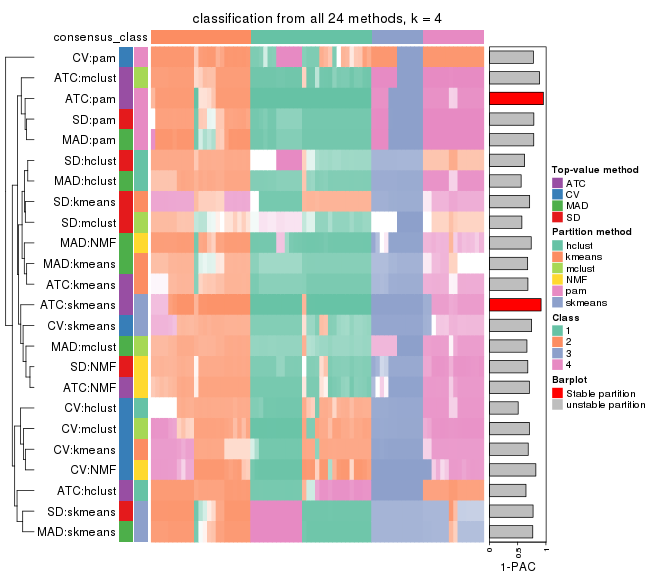 classification from all 24 methods, k = 4
consensus_class
CV:pam
ATC:mclust
ATC:pam
SD:pam
MAD:pam
SD:hclust
MAD:hclust
SD:kmeans
SD:mclust
MAD:NMF
MAD:kmeans
ATC:kmeans
ATC:skmeans
CV:skmeans
MAD:mclust
SD:NMF
ATC:NMF
CV:hclust
CV:mclust
CV:kmeans
CV:NMF
ATC:hclust
SD:skmeans
MAD:skmeans
0
0.5
1
1-PAC
Top-value method
ATC
CV
MAD
SD
Partition method
hclust
kmeans
mclust
NMF
pam
skmeans
Class
1
2
3
4
Barplot
Stable partition
unstable partition